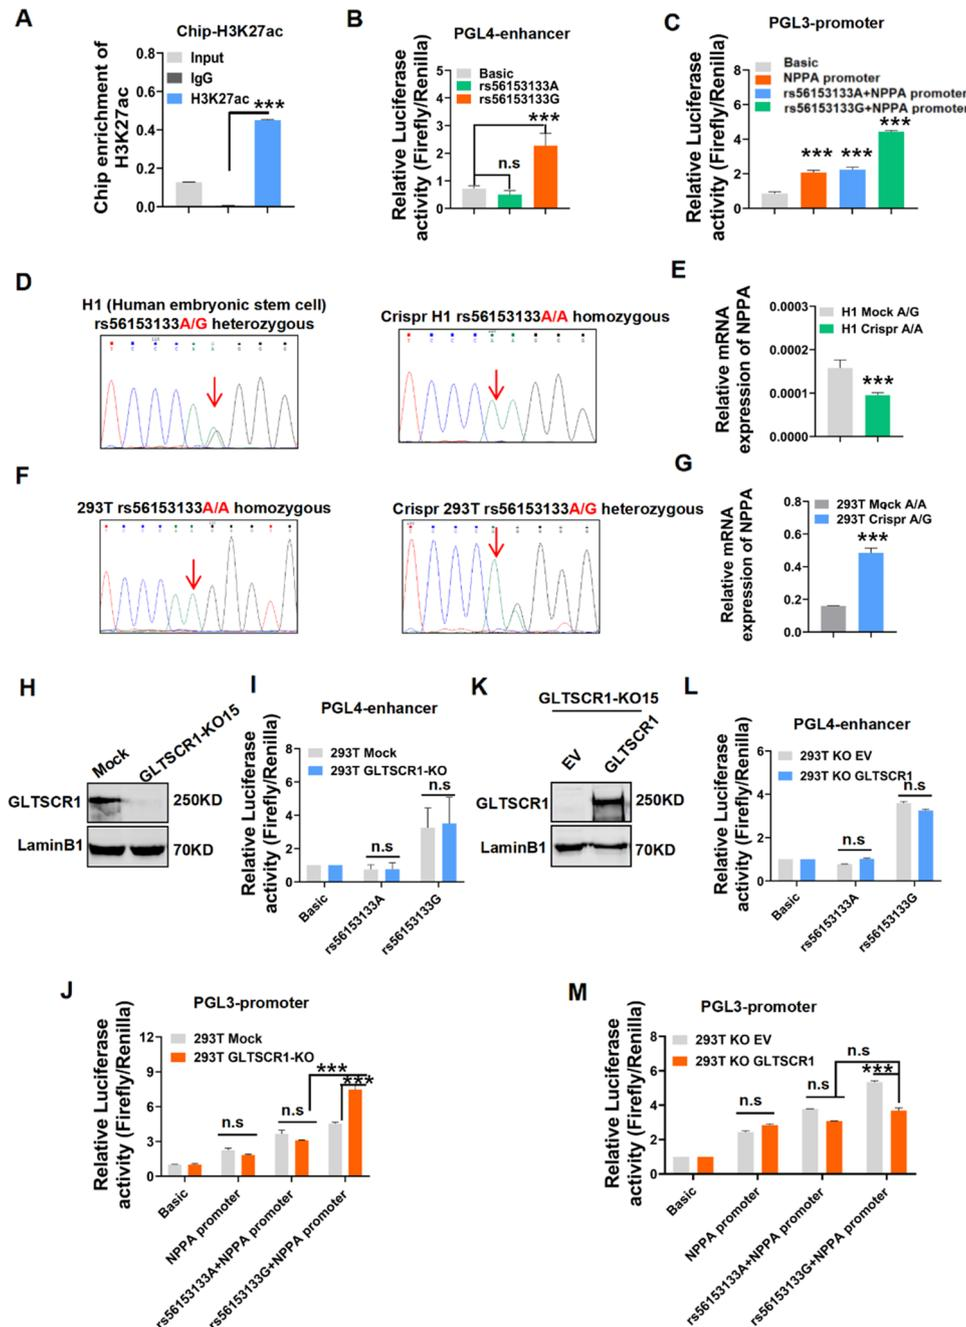 A
Chip-H3K27ac
Chip enrichment of
H3K27ac
0.8
0.6
0.4
0.2
0.0
Input
IgG
H3K27ac
***
B
PGL4-enhancer
Relative Luciferase
activity (Firefly/Renilla)
5
4
3
2
1
0
Basic
rs56153133A
rs56153133G
***
n.s
C
PGL3-promoter
Relative Luciferase
activity (Firefly/Renilla)
8
6
4
2
0
Basic
NPPA promoter
rs56153133A+NPPA promoter
rs56153133G+NPPA promoter
***
***
***
D
H1 (Human embryonic stem cell)
rs56153133A/G heterozygous
Crispr H1 rs56153133A/A homozygous
E
Relative mRNA
expression of NPPA
0.0003
0.0002
0.0001
0.0000
H1 Mock A/G
H1 Crispr A/A
***
F
293T rs56153133A/A homozygous
Crispr 293T rs56153133A/G heterozygous
G
Relative mRNA
expression of NPPA
0.8
0.6
0.4
0.2
0.0
293T Mock A/A
293T Crispr A/G
***
H
Mock
GLTSCR1-KO15
GLTSCR1
250KD
LaminB1
70KD
I
PGL4-enhancer
Relative Luciferase
activity (Firefly/Renilla)
8
6
4
2
0
293T Mock
293T GLTSCR1-KO
n.s
n.s
Basic
rs56153133A
rs56153133G
K
GLTSCR1-KO15
EV
GLTSCR1
GLTSCR1
250KD
LaminB1
70KD
L
PGL4-enhancer
Relative Luciferase
activity (Firefly/Renilla)
6
4
2
0
293T KO EV
293T KO GLTSCR1
n.s
n.s
Basic
rs56153133A
rs56153133G
J
PGL3-promoter
Relative Luciferase
activity (Firefly/Renilla)
12
9
6
3
0
293T Mock
293T GLTSCR1-KO
n.s
n.s
***
***
Basic
NPPA promoter
rs56153133A+NPPA promoter
rs56153133G+NPPA promoter
M
PGL3-promoter
Relative Luciferase
activity (Firefly/Renilla)
8
6
4
2
0
293T KO EV
293T KO GLTSCR1
n.s
n.s
n.s
***
Basic
NPPA promoter
rs56153133A+NPPA promoter
rs56153133G+NPPA promoter